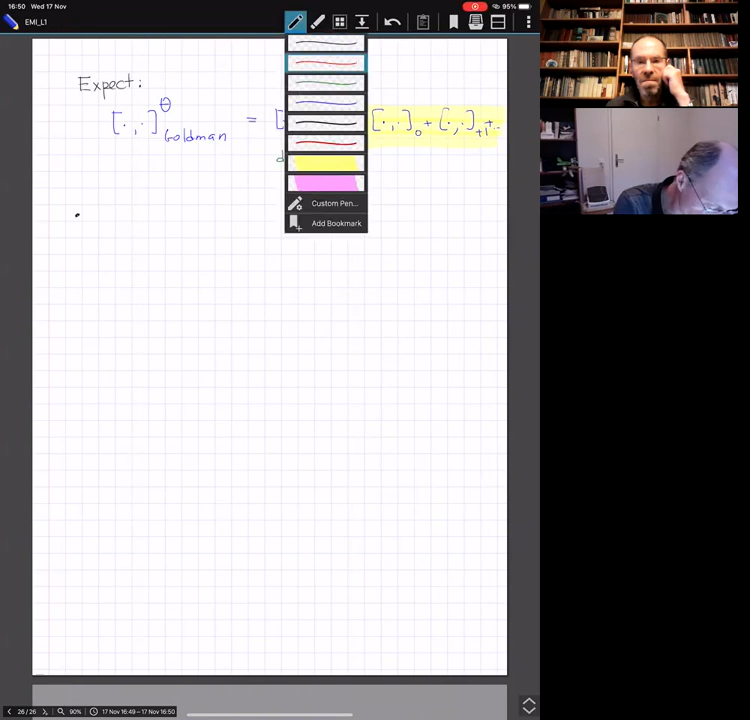 16:50 Wed 17 Nov
95%
EMI_L1
Expect:
[·,·]^θ_Goldman = [ [·,·]_0 + [·,·]_+1 + ...
d
Custom Pen...
Add Bookmark
26/26 90% 17 Nov 16:49 – 17 Nov 16:50